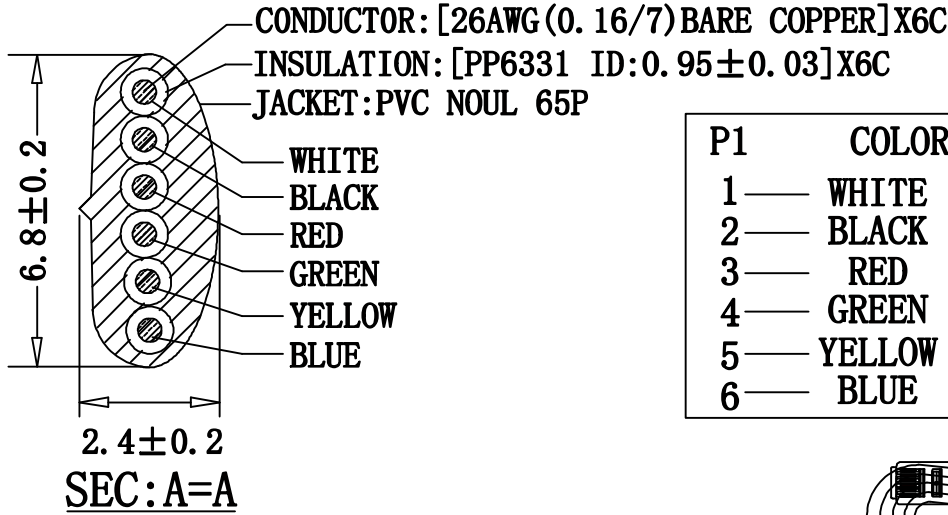 CONDUCTOR:[26AWG(0.16/7)BARE COPPER]X6C
INSULATION:[PP6331 ID:0.95±0.03]X6C
JACKET:PVC NOUL 65P
WHITE
BLACK
RED
GREEN
YELLOW
BLUE
6.8±0.2
2.4±0.2
SEC:A=A
P1 COLOR
1 WHITE
2 BLACK
3 RED
4 GREEN
5 YELLOW
6 BLUE